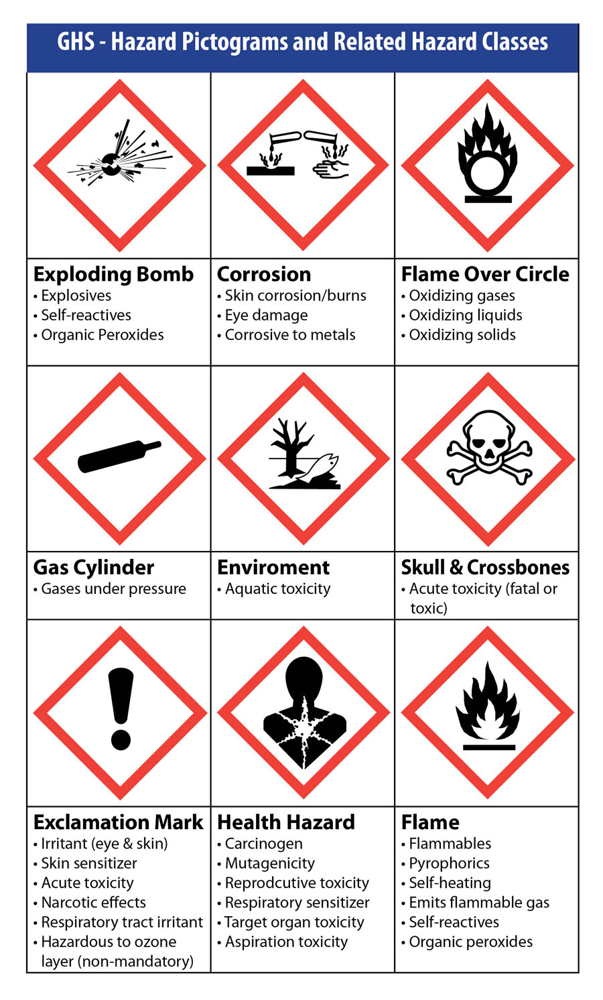 GHS - Hazard Pictograms and Related Hazard Classes
Exploding Bomb
• Explosives
• Self-reactives
• Organic Peroxides
Corrosion
• Skin corrosion/burns
• Eye damage
• Corrosive to metals
Flame Over Circle
• Oxidizing gases
• Oxidizing liquids
• Oxidizing solids
Gas Cylinder
• Gases under pressure
Enviroment
• Aquatic toxicity
Skull & Crossbones
• Acute toxicity (fatal or
toxic)
Exclamation Mark
• Irritant (eye & skin)
• Skin sensitizer
• Acute toxicity
• Narcotic effects
• Respiratory tract irritant
• Hazardous to ozone
layer (non-mandatory)
Health Hazard
• Carcinogen
• Mutagenicity
• Reprodcutive toxicity
• Respiratory sensitizer
• Target organ toxicity
• Aspiration toxicity
Flame
• Flammables
• Pyrophorics
• Self-heating
• Emits flammable gas
• Self-reactives
• Organic peroxides